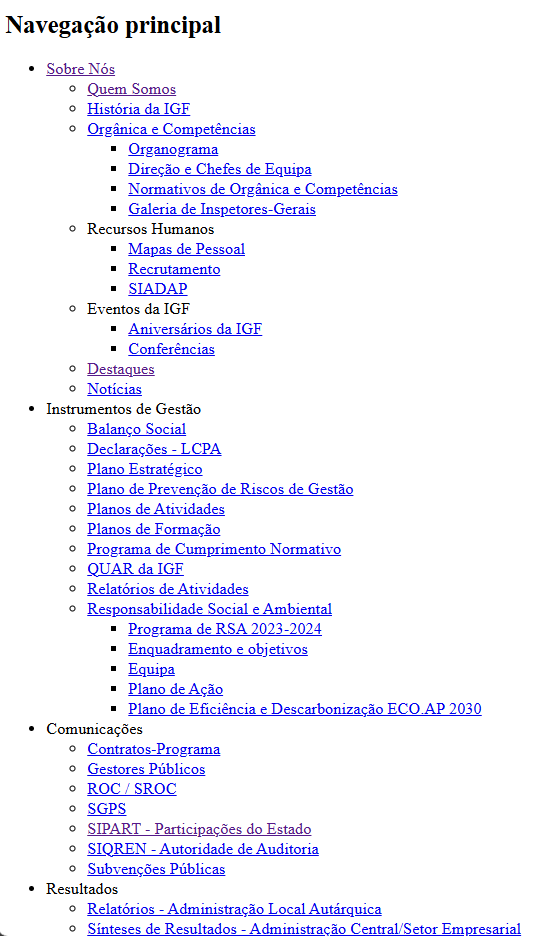 Navegação principal
Sobre Nós
Quem Somos
História da IGF
Orgânica e Competências
Organograma
Direção e Chefes de Equipa
Normativos de Orgânica e Competências
Galeria de Inspetores-Gerais
Recursos Humanos
Mapas de Pessoal
Recrutamento
SIADAP
Eventos da IGF
Aniversários da IGF
Conferências
Destaques
Notícias
Instrumentos de Gestão
Balanço Social
Declarações - LCPA
Plano Estratégico
Plano de Prevenção de Riscos de Gestão
Planos de Atividades
Planos de Formação
Programa de Cumprimento Normativo
QUAR da IGF
Relatórios de Atividades
Responsabilidade Social e Ambiental
Programa de RSA 2023-2024
Enquadramento e objetivos
Equipa
Plano de Ação
Plano de Eficiência e Descarbonização ECO.AP 2030
Comunicações
Contratos-Programa
Gestores Públicos
ROC / SROC
SGPS
SIPART - Participações do Estado
SIQREN - Autoridade de Auditoria
Subvenções Públicas
Resultados
Relatórios - Administração Local Autárquica
Sínteses de Resultados - Administração Central/Setor Empresarial